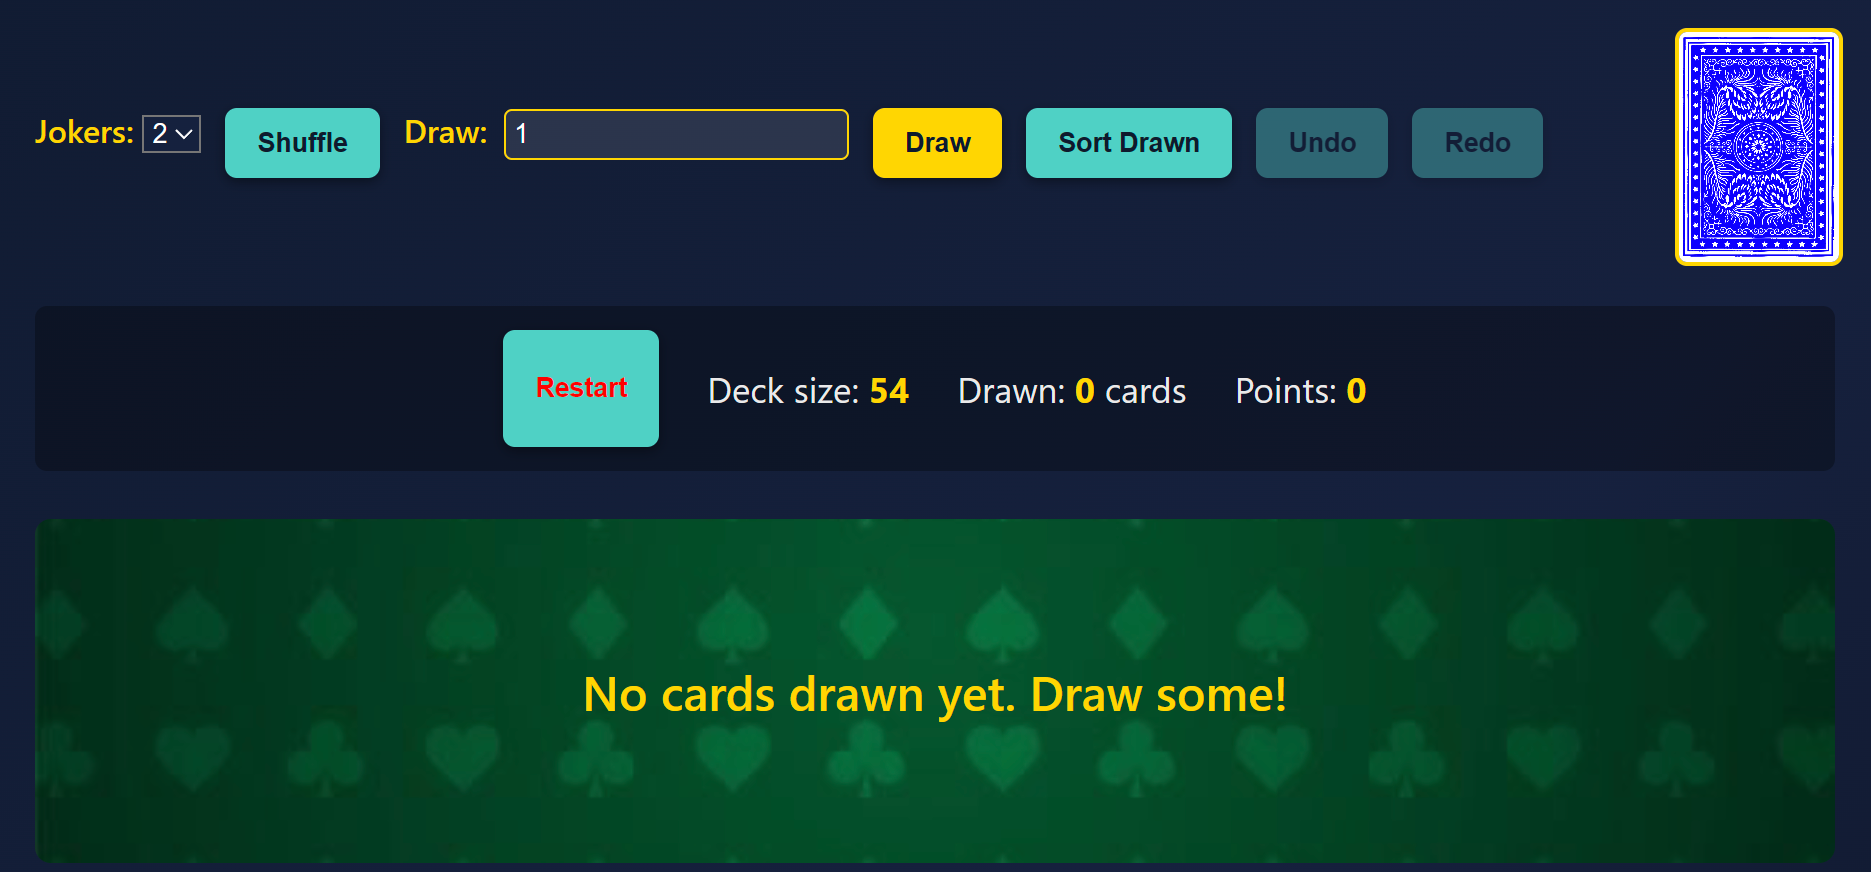 Jokers: 2 Shuffle Draw: 1 Draw Sort Drawn Undo Redo
Restart Deck size: 54 Drawn: 0 cards Points: 0
No cards drawn yet. Draw some!